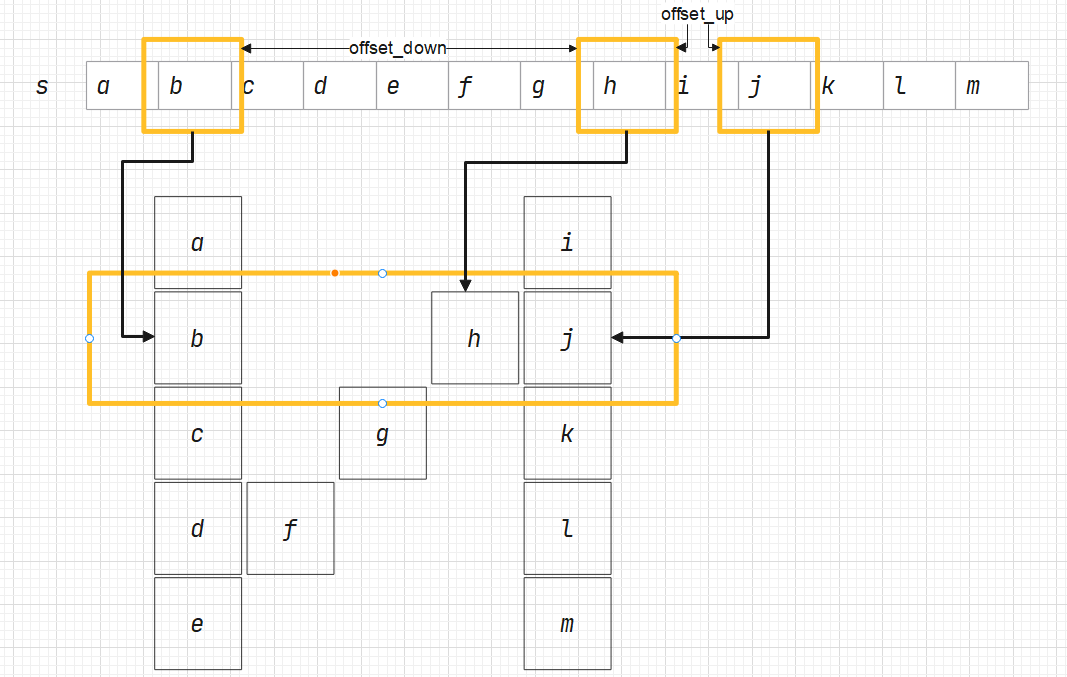 offset_up
offset_down
s a b c d e f g h i j k l m
a i
b h j
c g k
d f l
e m